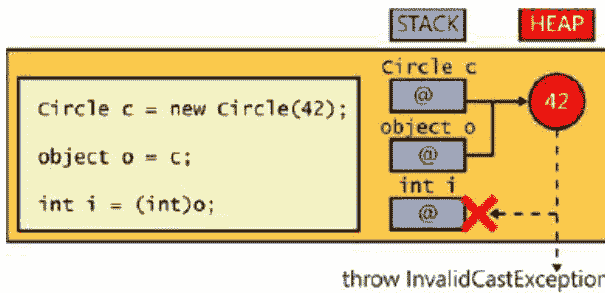 STACK
HEAP
Circle c
@
42
Circle c = new Circle(42);
object o = c;
int i = (int)o;
object o
@
int i
@
throw InvalidCastException